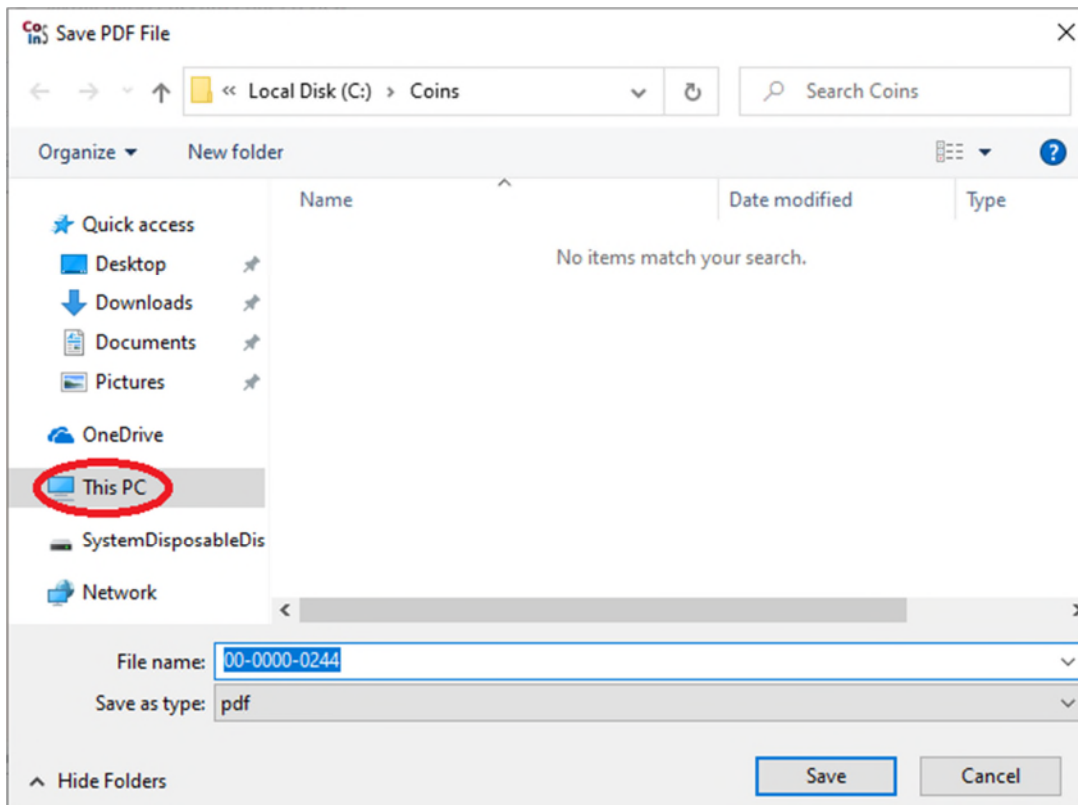 CoInS Save PDF File
« Local Disk (C:) › Coins Search Coins
Organize New folder ?
Name Date modified Type
No items match your search.
Quick access
Desktop
Downloads
Documents
Pictures
OneDrive
This PC
SystemDisposableDis
Network
File name: 00-0000-0244
Save as type: pdf
Hide Folders Save Cancel